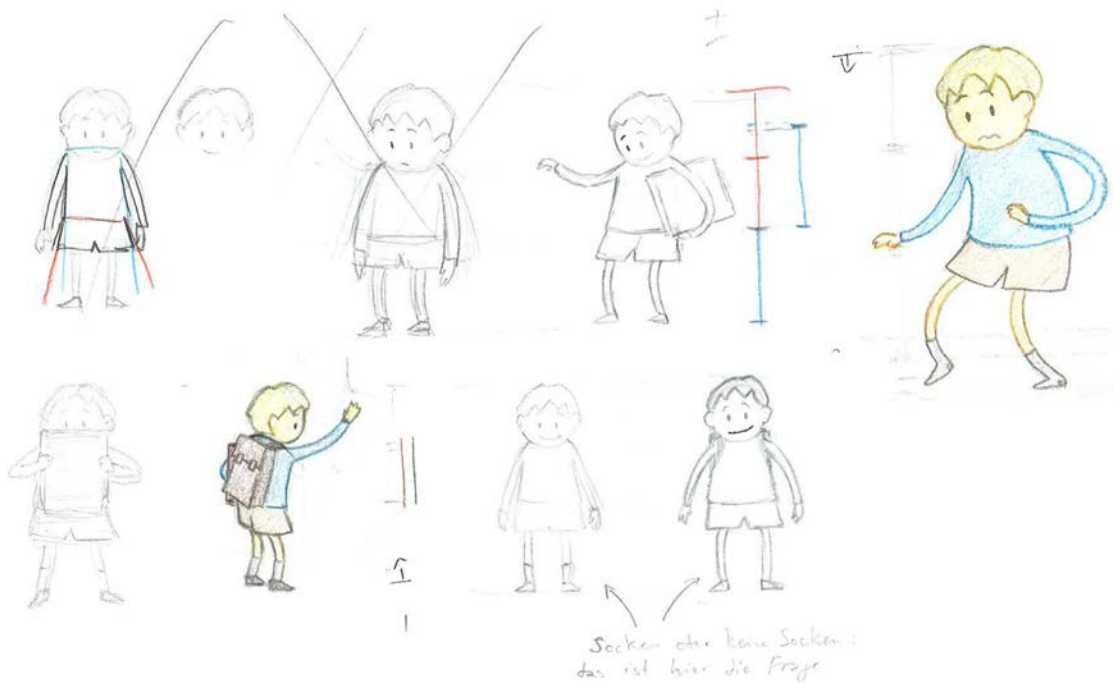 Socken oder keine Socken:
das ist hier die Frage